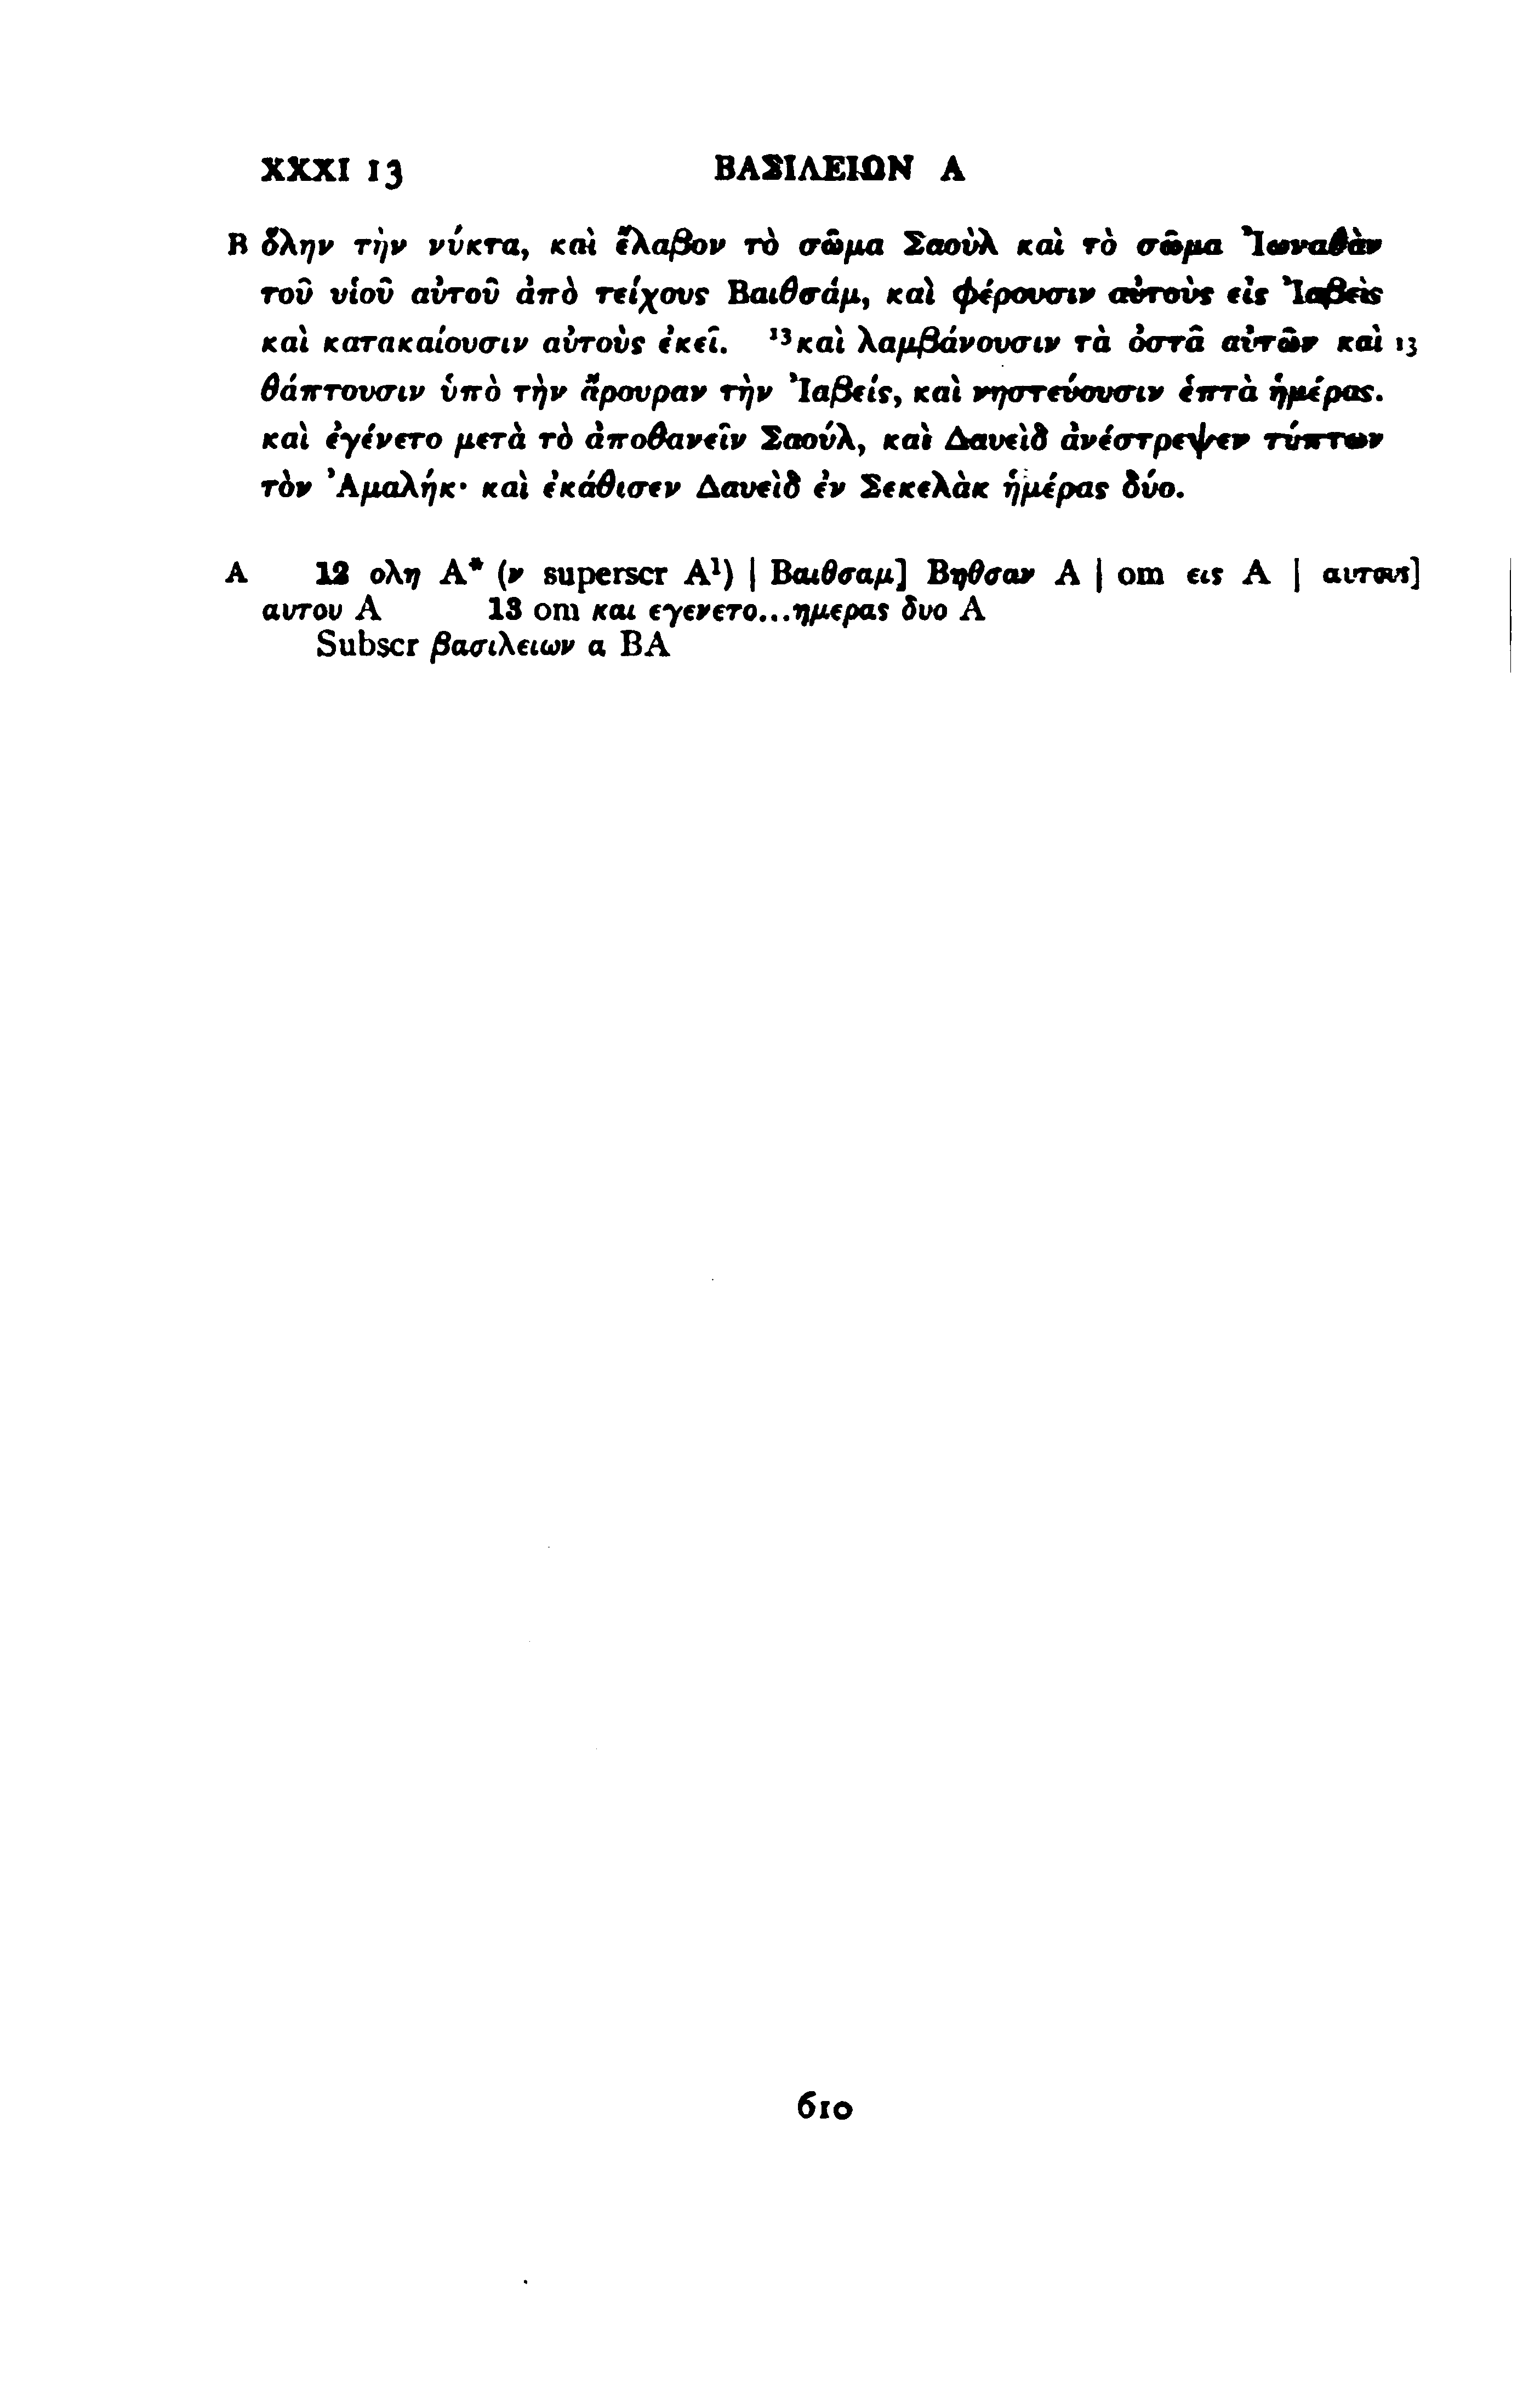 XXXI 13 ΒΑΣΙΛΕΙΩΝ Α
B ὅλην τὴν νύκτα, καὶ ἔλαβον τὸ σῶμα Σαοὺλ καὶ τὸ σῶμα Ἰωναθὰν
τοῦ υἱοῦ αὐτοῦ ἀπὸ τείχους Βαιθσάμ, καὶ φέρουσιν αὐτοὺς εἰς Ἰαβεὶς
καὶ κατακαίουσιν αὐτοὺς ἐκεῖ. ¹³καὶ λαμβάνουσιν τὰ ὀστᾶ αὐτῶν καὶ 13
θάπτουσιν ὑπὸ τὴν ἄρουραν τὴν Ἰαβείς, καὶ νηστεύουσιν ἑπτὰ ἡμέρας.
καὶ ἐγένετο μετὰ τὸ ἀποθανεῖν Σαούλ, καὶ Δαυεὶδ ἀνέστρεψεν τύπτων
τὸν Ἀμαλήκ· καὶ ἐκάθισεν Δαυεὶδ ἐν Σεκελὰκ ἡμέρας δύο.
A 12 ολη A* (ν superscr A¹) | Βαιθσαμ] Βηθσαν A | om εις A | αυτους]
αυτου A 13 om και εγενετο...ημερας δυο A
Subscr βασιλειων α BA
610